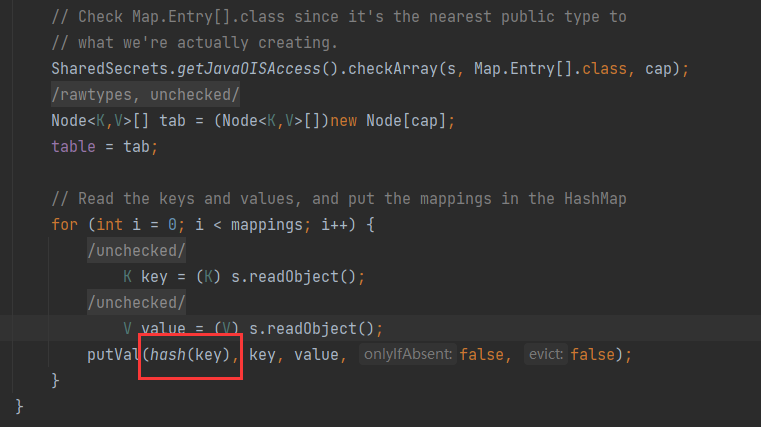 // Check Map.Entry[].class since it's the nearest public type to
// what we're actually creating.
SharedSecrets.getJavaOISAccess().checkArray(s, Map.Entry[].class, cap);
/rawtypes, unchecked/
Node<K,V>[] tab = (Node<K,V>[])new Node[cap];
table = tab;
// Read the keys and values, and put the mappings in the HashMap
for (int i = 0; i < mappings; i++) {
/unchecked/
K key = (K) s.readObject();
/unchecked/
V value = (V) s.readObject();
putVal(hash(key), key, value, onlyIfAbsent: false, evict: false);
}
}